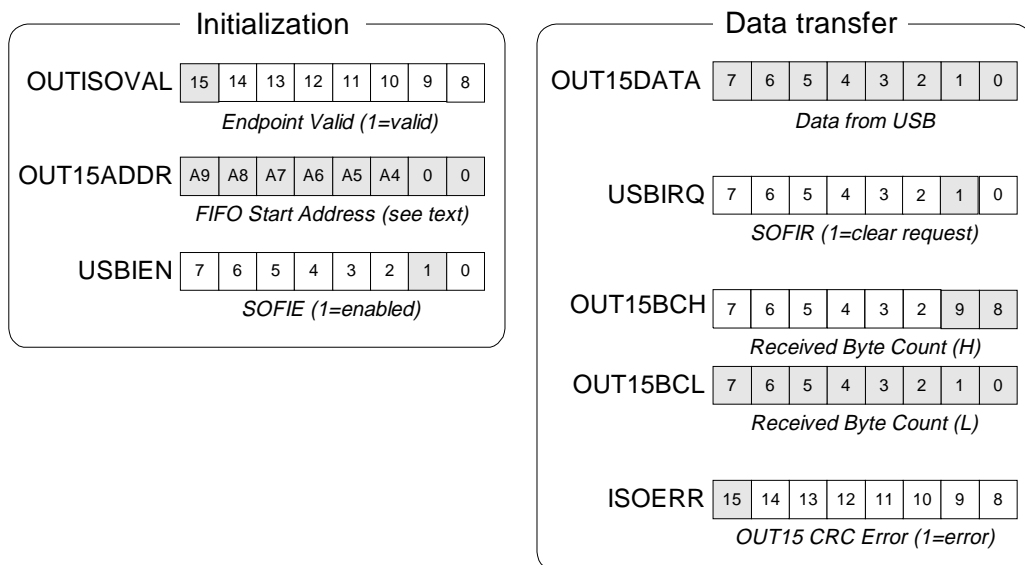 Initialization
OUTISOVAL 15 14 13 12 11 10 9 8
Endpoint Valid (1=valid)
OUT15ADDR A9 A8 A7 A6 A5 A4 0 0
FIFO Start Address (see text)
USBIEN 7 6 5 4 3 2 1 0
SOFIE (1=enabled)
Data transfer
OUT15DATA 7 6 5 4 3 2 1 0
Data from USB
USBIRQ 7 6 5 4 3 2 1 0
SOFIR (1=clear request)
OUT15BCH 7 6 5 4 3 2 9 8
Received Byte Count (H)
OUT15BCL 7 6 5 4 3 2 1 0
Received Byte Count (L)
ISOERR 15 14 13 12 11 10 9 8
OUT15 CRC Error (1=error)